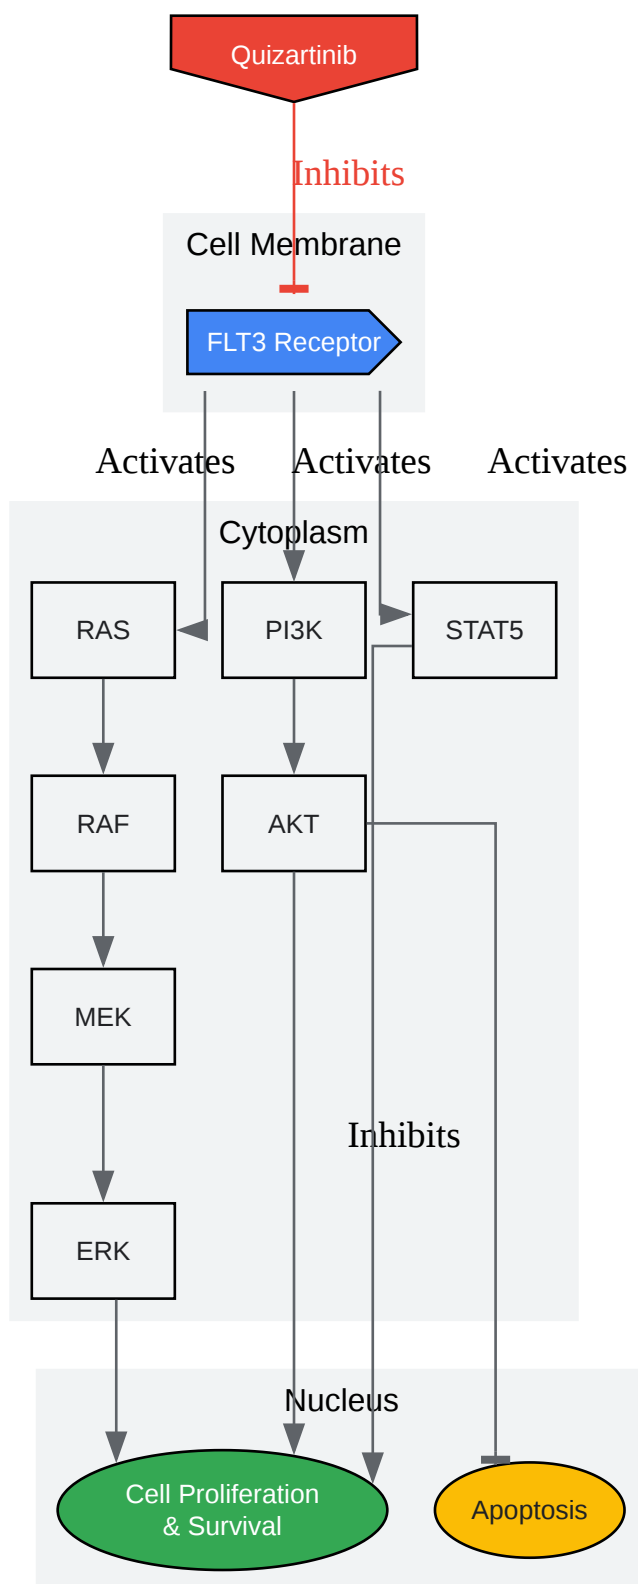 Quizartinib
Inhibits
Cell Membrane
FLT3 Receptor
Activates
Activates
Activates
Cytoplasm
RAS
PI3K
STAT5
RAF
AKT
MEK
Inhibits
ERK
Nucleus
Cell Proliferation
& Survival
Apoptosis